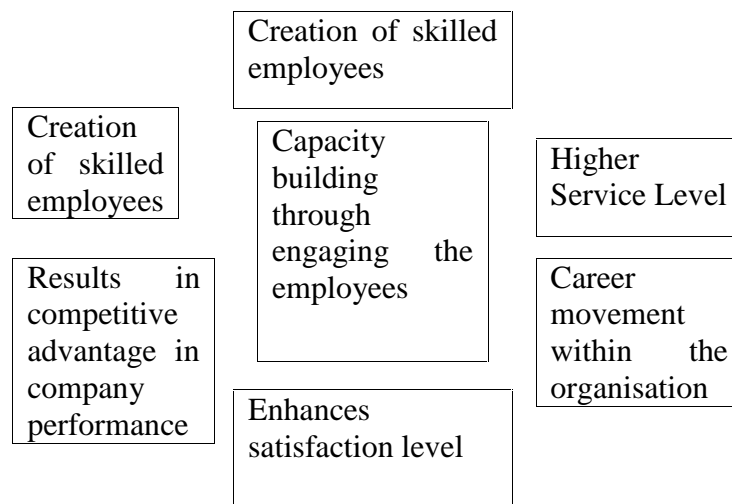 Creation of skilled
employees
Creation
of skilled
employees
Capacity
building
through
engaging the
employees
Higher
Service Level
Results in
competitive
advantage in
company
performance
Career
movement
within the
organisation
Enhances
satisfaction level